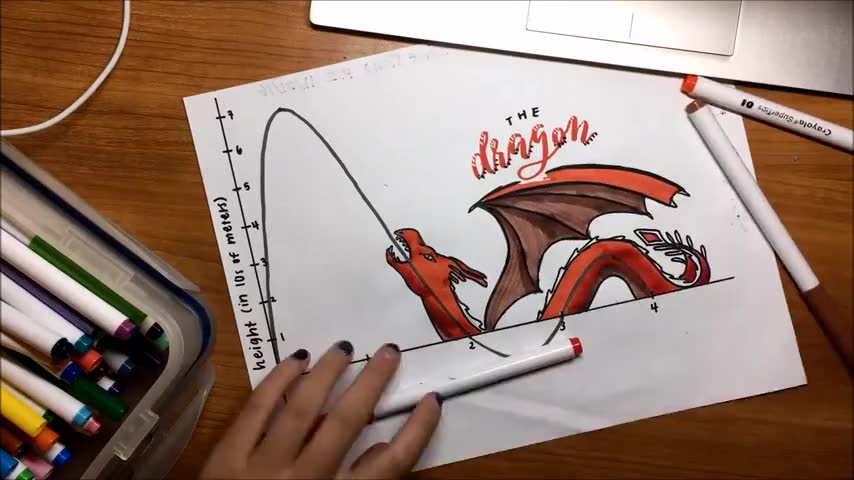 THE
dragon
height (in 10s of meters)
7
6
5
4
3
2
1
2
3
4
Crayola SuperTips 01